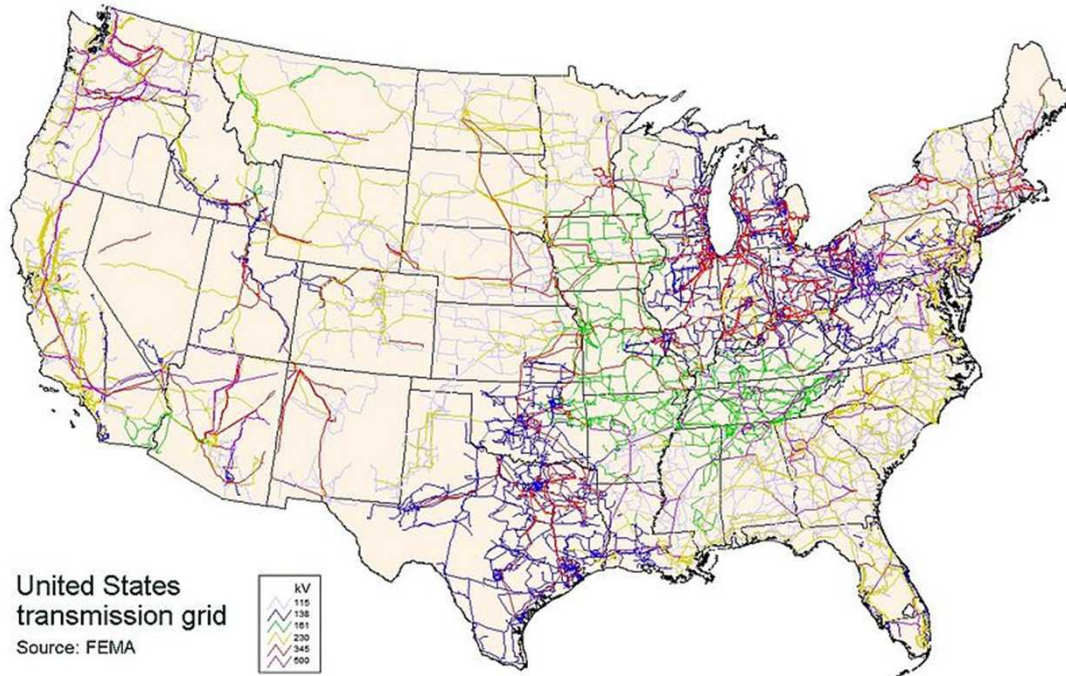 United States
transmission grid
Source: FEMA
kV
115
138
161
230
345
500